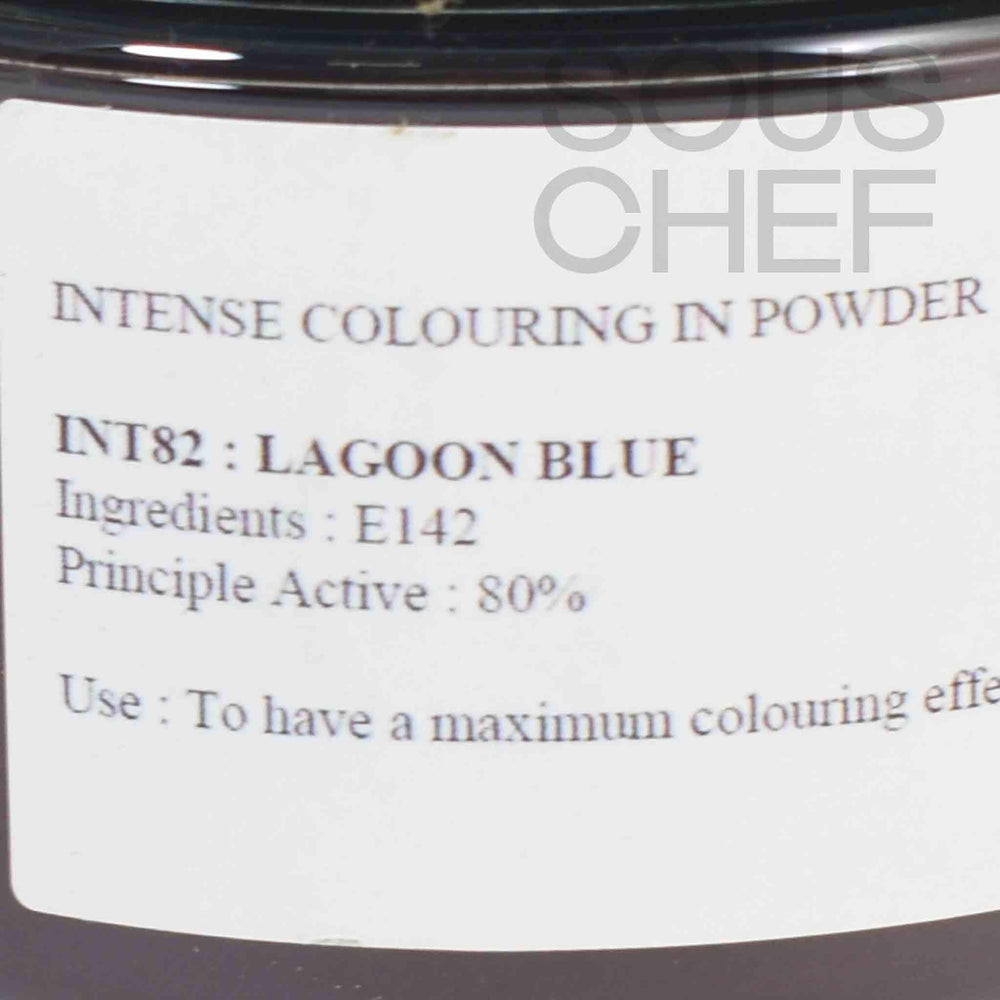 SOUS
CHEF
INTENSE COLOURING IN POWDER
INT82 : LAGOON BLUE
Ingredients : E142
Principle Active : 80%
Use : To have a maximum colouring effe